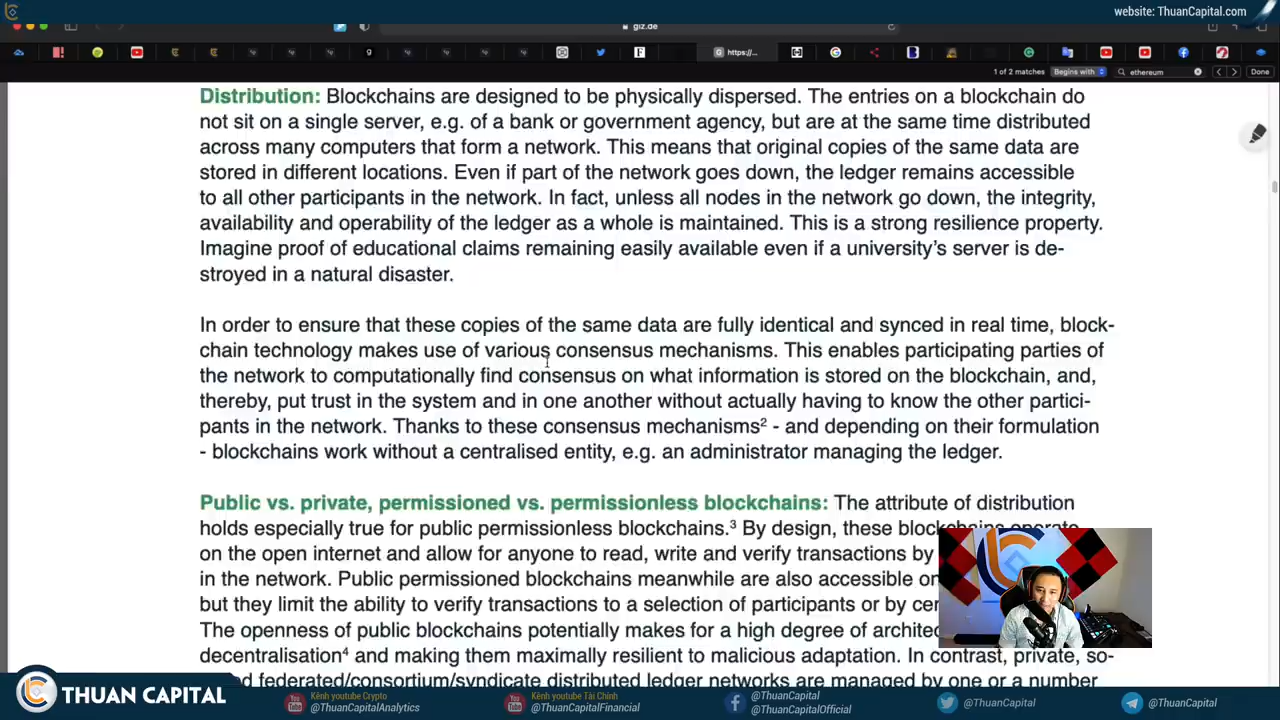 website: ThuanCapital.com
giz.de
https://...
1 of 2 matches
Begins with
ethereum
Done
Distribution: Blockchains are designed to be physically dispersed. The entries on a blockchain do
not sit on a single server, e.g. of a bank or government agency, but are at the same time distributed
across many computers that form a network. This means that original copies of the same data are
stored in different locations. Even if part of the network goes down, the ledger remains accessible
to all other participants in the network. In fact, unless all nodes in the network go down, the integrity,
availability and operability of the ledger as a whole is maintained. This is a strong resilience property.
Imagine proof of educational claims remaining easily available even if a university's server is de-
stroyed in a natural disaster.
In order to ensure that these copies of the same data are fully identical and synced in real time, block-
chain technology makes use of various consensus mechanisms. This enables participating parties of
the network to computationally find consensus on what information is stored on the blockchain, and,
thereby, put trust in the system and in one another without actually having to know the other partici-
pants in the network. Thanks to these consensus mechanisms² - and depending on their formulation
- blockchains work without a centralised entity, e.g. an administrator managing the ledger.
Public vs. private, permissioned vs. permissionless blockchains: The attribute of distribution
holds especially true for public permissionless blockchains.³ By design, these blockchains operate
on the open internet and allow for anyone to read, write and verify transactions by
in the network. Public permissioned blockchains meanwhile are also accessible
but they limit the ability to verify transactions to a selection of participants or by
The openness of public blockchains potentially makes for a high degree of
decentralisation⁴ and making them maximally resilient to malicious adaptation. In contrast, private, so-
federated/consortium/syndicate distributed ledger networks are managed by one or a number
THUAN CAPITAL
Kênh youtube Crypto
@ThuanCapitalAnalytics
Kênh youtube Tài Chính
@ThuanCapitalFinancial
@ThuanCapital
@ThuanCapitalOfficial
@ThuanCapital
@ThuanCapital